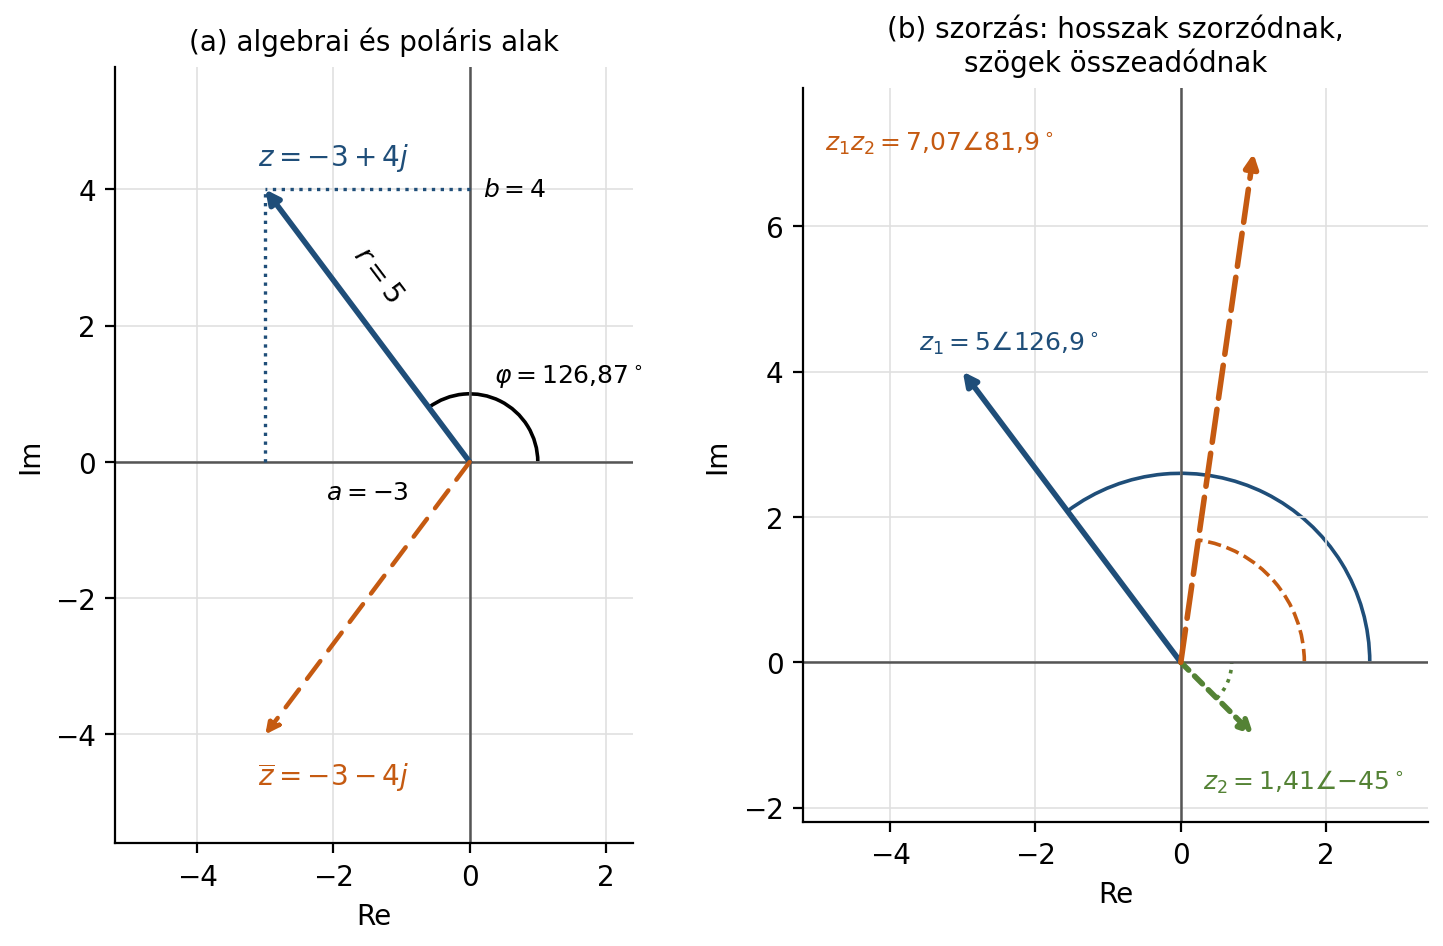 (a) algebrai és poláris alak
z = −3 + 4j
4
b = 4
r = 5
2
φ = 126,87°
0
a = −3
−2
−4
z̅ = −3 − 4j
−4
−2
0
2
Im
Re
(b) szorzás: hosszak szorzódnak,
szögek összeadódnak
z₁z₂ = 7,07∠81,9°
6
z₁ = 5∠126,9°
4
2
0
z₂ = 1,41∠−45°
−2
−4
−2
0
2
Im
Re